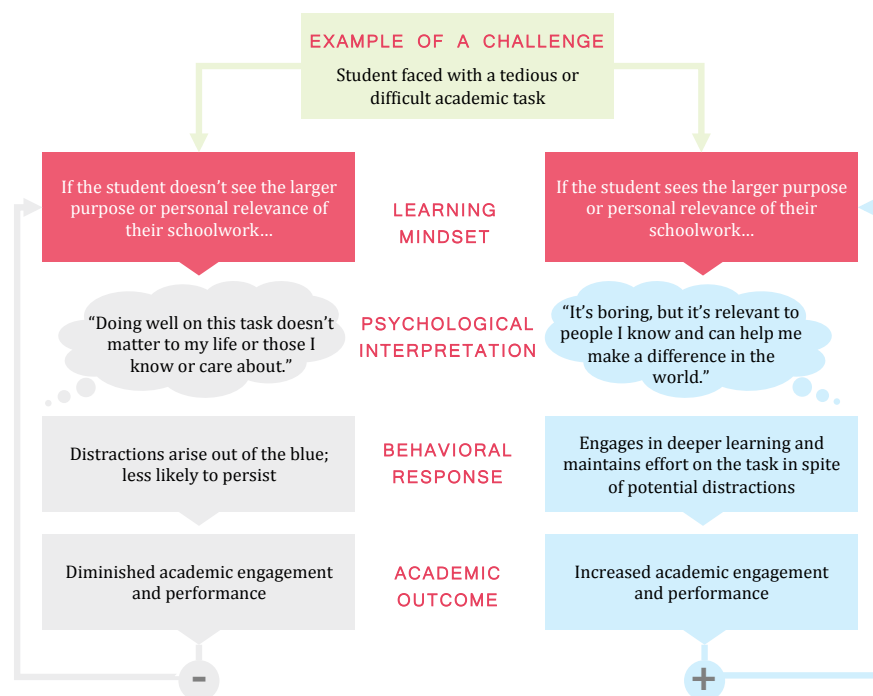 EXAMPLE OF A CHALLENGE
Student faced with a tedious or
difficult academic task
If the student doesn’t see the larger
purpose or personal relevance of
their schoolwork…
LEARNING
MINDSET
If the student sees the larger purpose
or personal relevance of their
schoolwork…
“Doing well on this task doesn’t
matter to my life or those I
know or care about.”
PSYCHOLOGICAL
INTERPRETATION
“It’s boring, but it’s relevant to
people I know and can help me
make a difference in the
world.”
Distractions arise out of the blue;
less likely to persist
BEHAVIORAL
RESPONSE
Engages in deeper learning and
maintains effort on the task in spite
of potential distractions
Diminished academic engagement
and performance
ACADEMIC
OUTCOME
Increased academic engagement
and performance
-
+